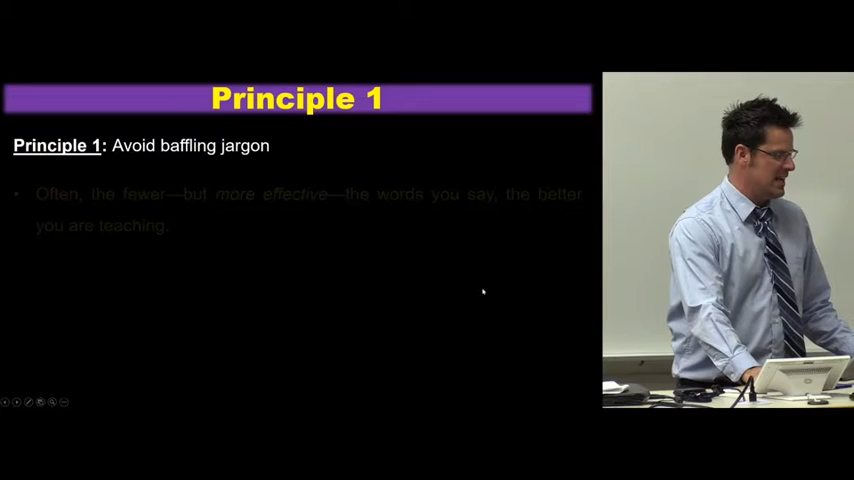 Principle 1
Principle 1: Avoid baffling jargon
• Often, the fewer—but more effective—the words you say, the better
you are teaching.